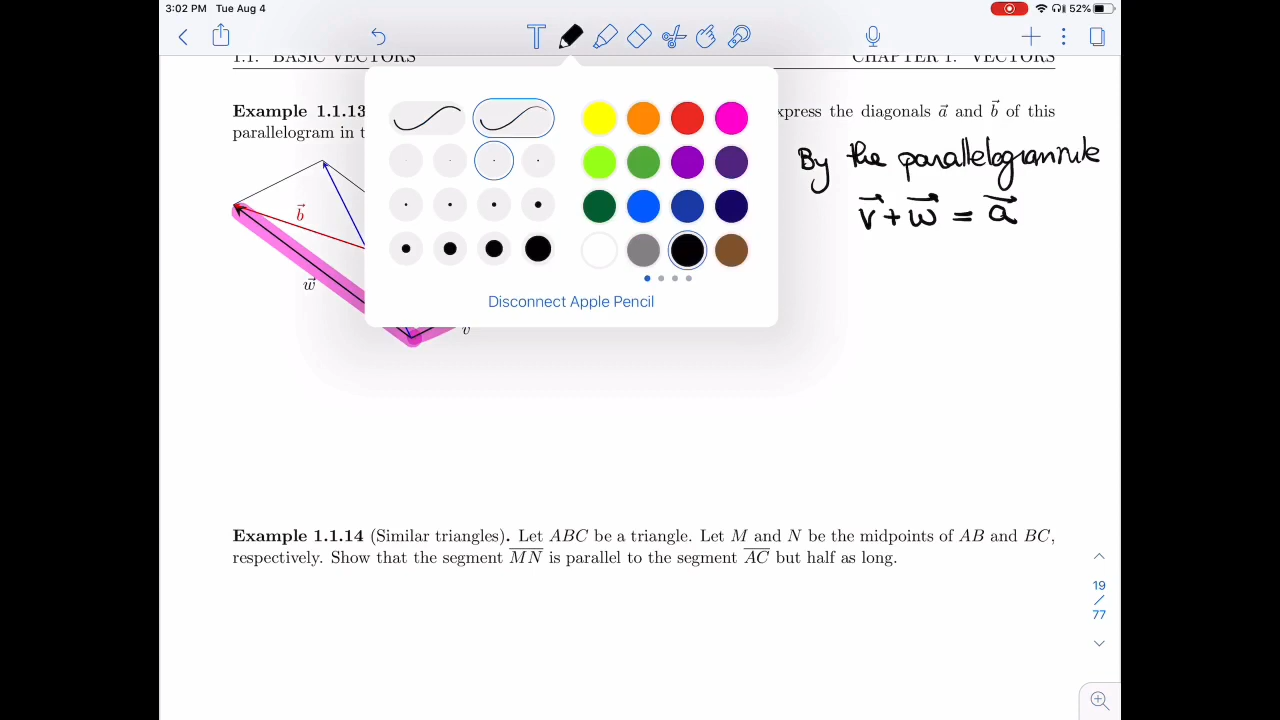 3:02 PM Tue Aug 4
52%
1.1. BASIC VECTORS CHAPTER 1. VECTORS
Example 1.1.13 xpress the diagonals a⃗ and b⃗ of this
parallelogram in t
By the parallelogram rule
v⃗ + w⃗ = a⃗
b⃗
w⃗
v
Disconnect Apple Pencil
Example 1.1.14 (Similar triangles). Let ABC be a triangle. Let M and N be the midpoints of AB and BC,
respectively. Show that the segment M̅N̅ is parallel to the segment A̅C̅ but half as long.
19
/
77